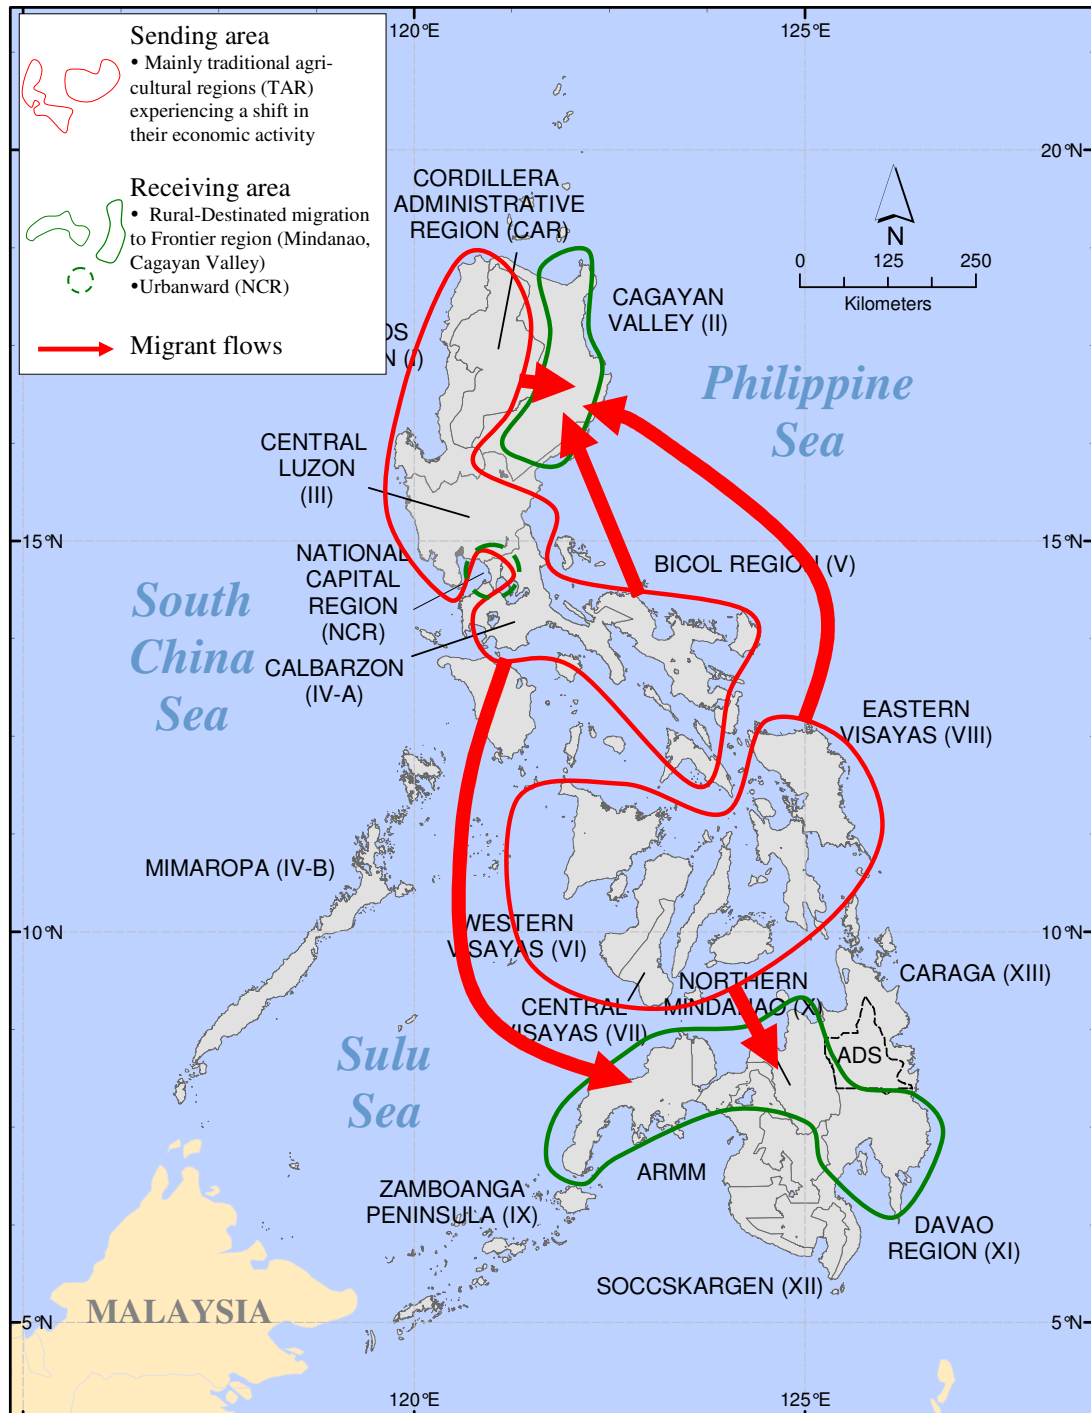 120°E
125°E
Sending area
• Mainly traditional agri-
cultural regions (TAR)
experiencing a shift in
their economic activity
Receiving area
• Rural-Destinated migration
to Frontier region (Mindanao,
Cagayan Valley)
•Urbanward (NCR)
Migrant flows
20°N
CORDILLERA
ADMINISTRATIVE
REGION (CAR)
N
0 125 250
Kilometers
CAGAYAN
VALLEY (II)
OS
N (I)
Philippine
Sea
CENTRAL
LUZON
(III)
15°N
15°N
NATIONAL
CAPITAL
REGION
(NCR)
BICOL REGION (V)
South
China
Sea
CALBARZON
(IV-A)
EASTERN
VISAYAS (VIII)
MIMAROPA (IV-B)
WESTERN
VISAYAS (VI)
10°N
10°N
CARAGA (XIII)
NORTHERN
MINDANAO (X)
CENTRAL
VISAYAS (VII)
ADS
Sulu
Sea
ARMM
ZAMBOANGA
PENINSULA (IX)
DAVAO
REGION (XI)
SOCCSKARGEN (XII)
MALAYSIA
5°N
5°N
120°E
125°E